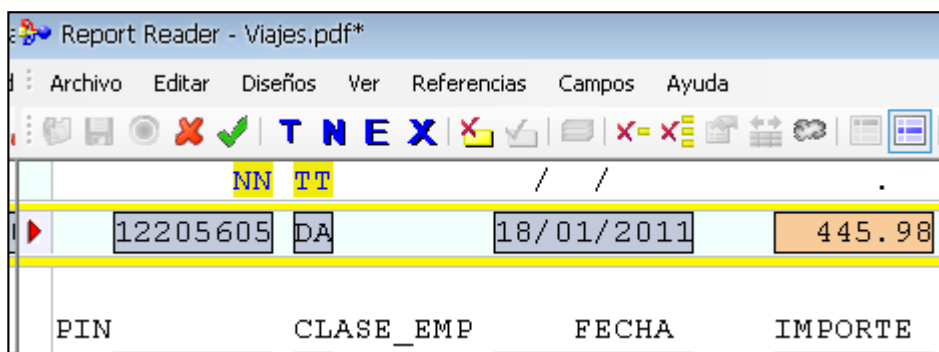 Report Reader - Viajes.pdf*
Archivo Editar Diseños Ver Referencias Campos Ayuda
T N E X
NN TT / / .
12205605 DA 18/01/2011 445.98
PIN CLASE_EMP FECHA IMPORTE